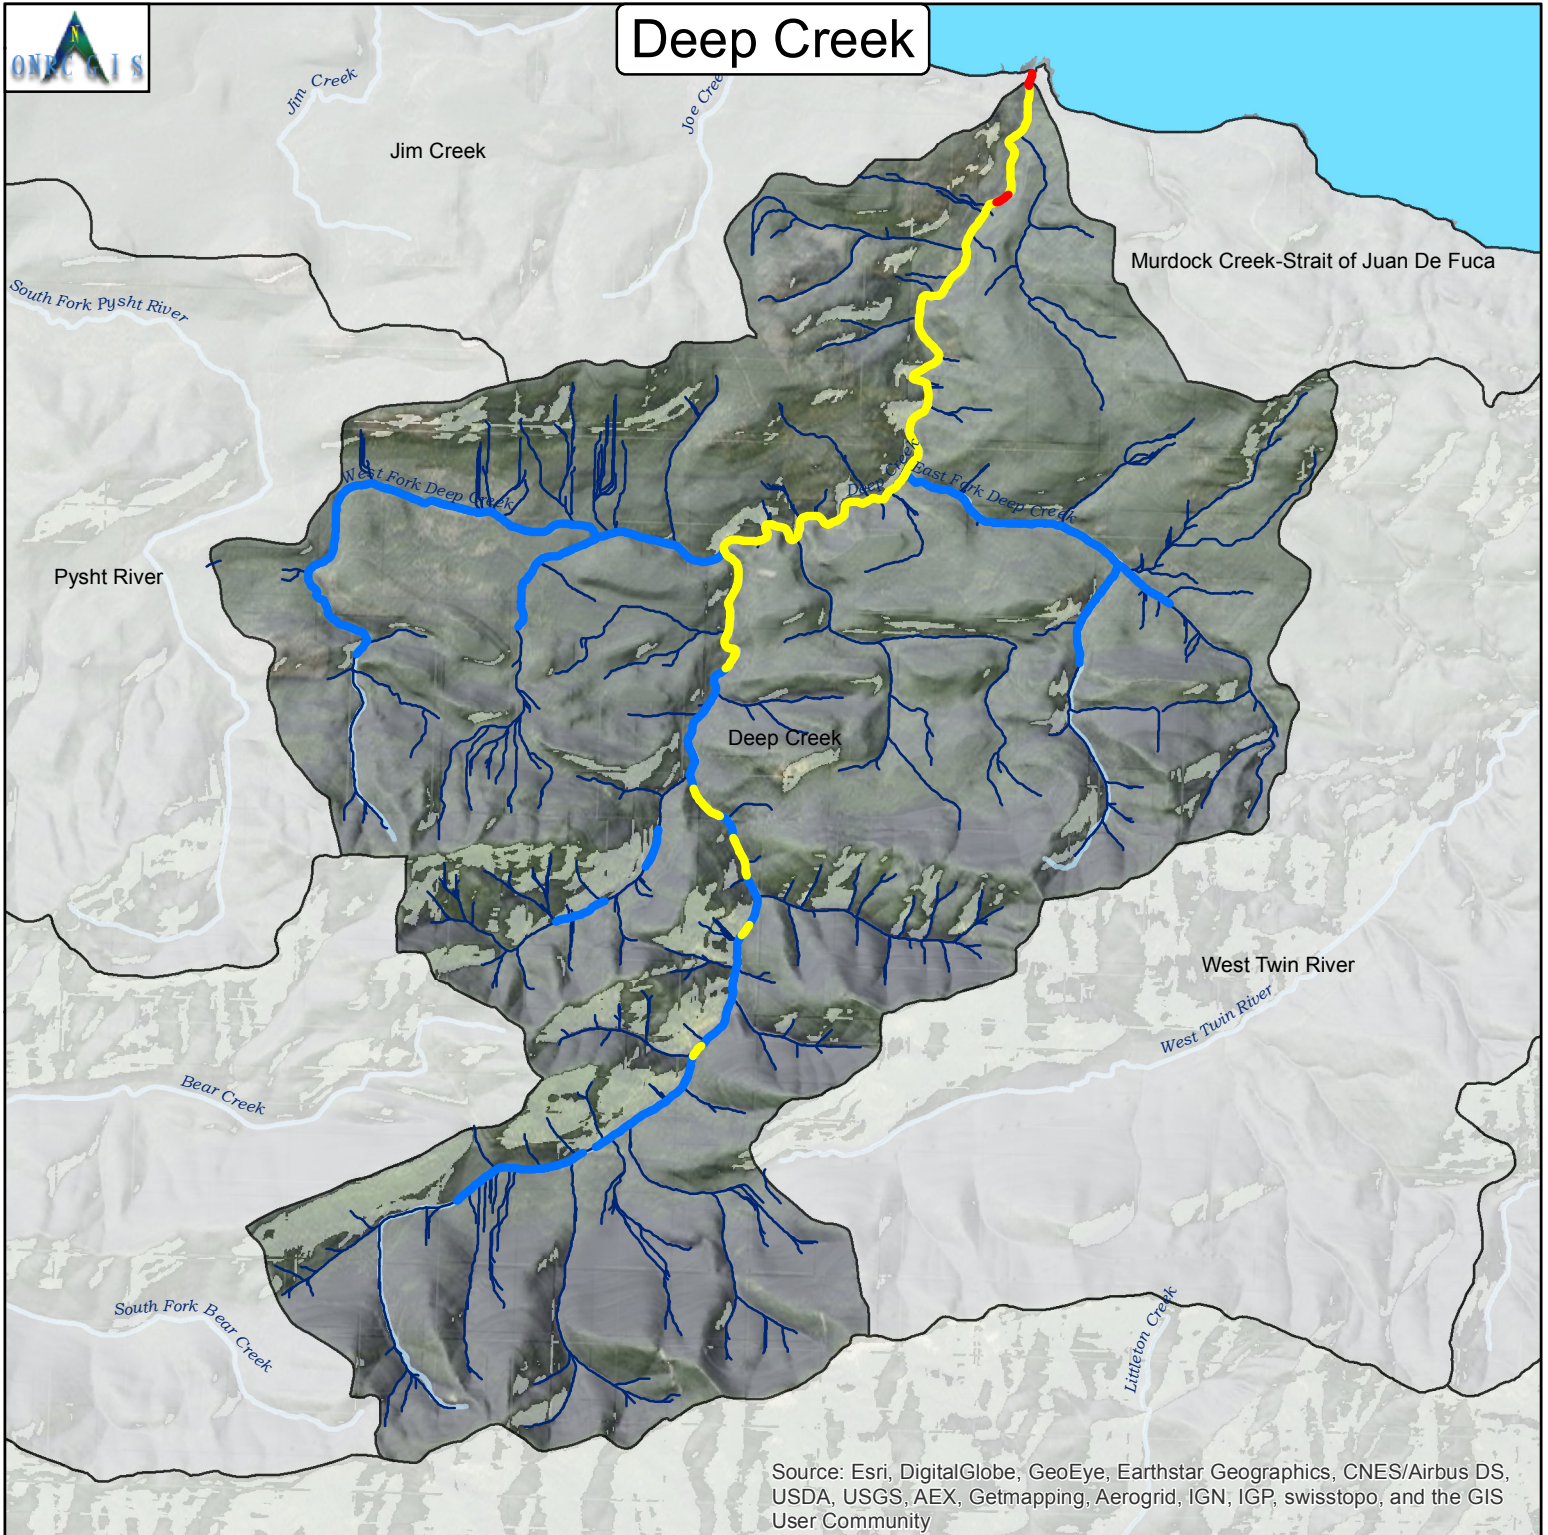 Deep Creek
N
ONRC GIS
Jim Creek
Joe Cree
Jim Creek
Murdock Creek-Strait of Juan De Fuca
South Fork Pysht River
Deep Creek
West Fork Deep Creek
East Fork Deep Creek
Pysht River
Deep Creek
West Twin River
West Twin River
Bear Creek
South Fork Bear Creek
Littleton Creek
Source: Esri, DigitalGlobe, GeoEye, Earthstar Geographics, CNES/Airbus DS,
USDA, USGS, AEX, Getmapping, Aerogrid, IGN, IGP, swisstopo, and the GIS
User Community